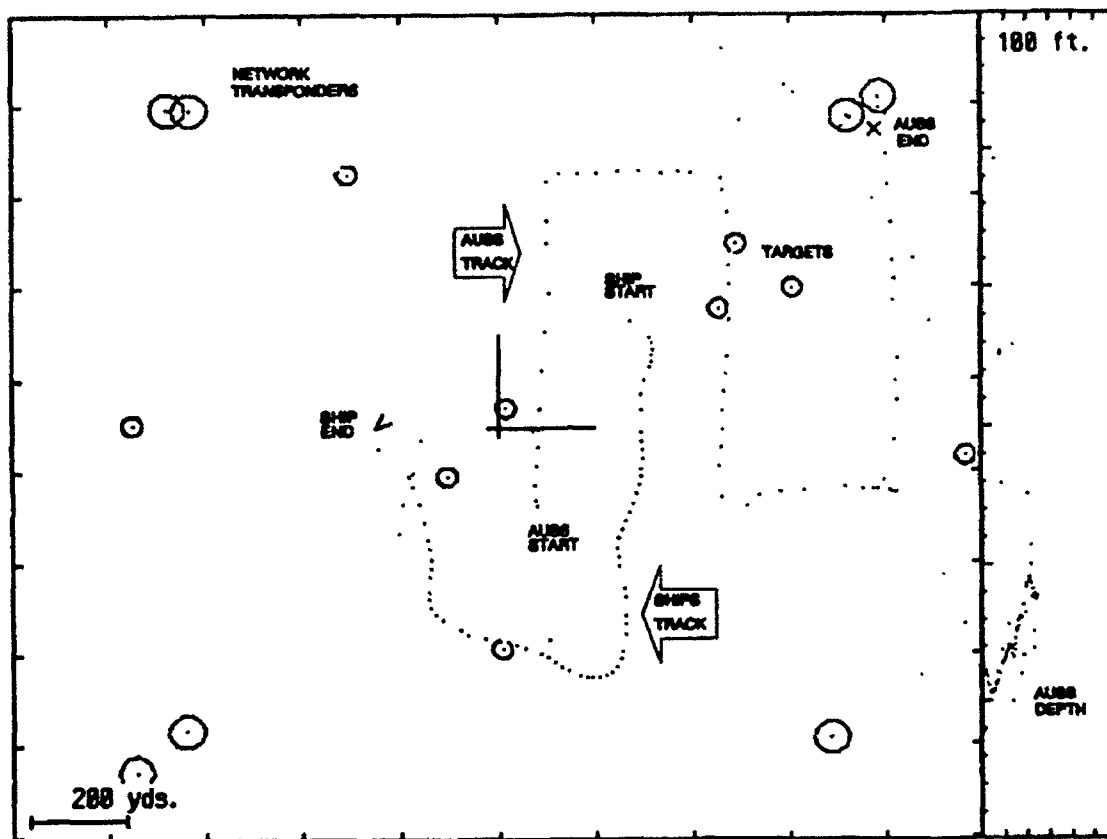 100 ft.
NETWORK
TRANSPONDERS
AUSS
END
AUSS
TRACK
TARGETS
SHIP
START
SHIP
END
AUSS
START
SHIPS
TRACK
AUSS
DEPTH
200 yds.